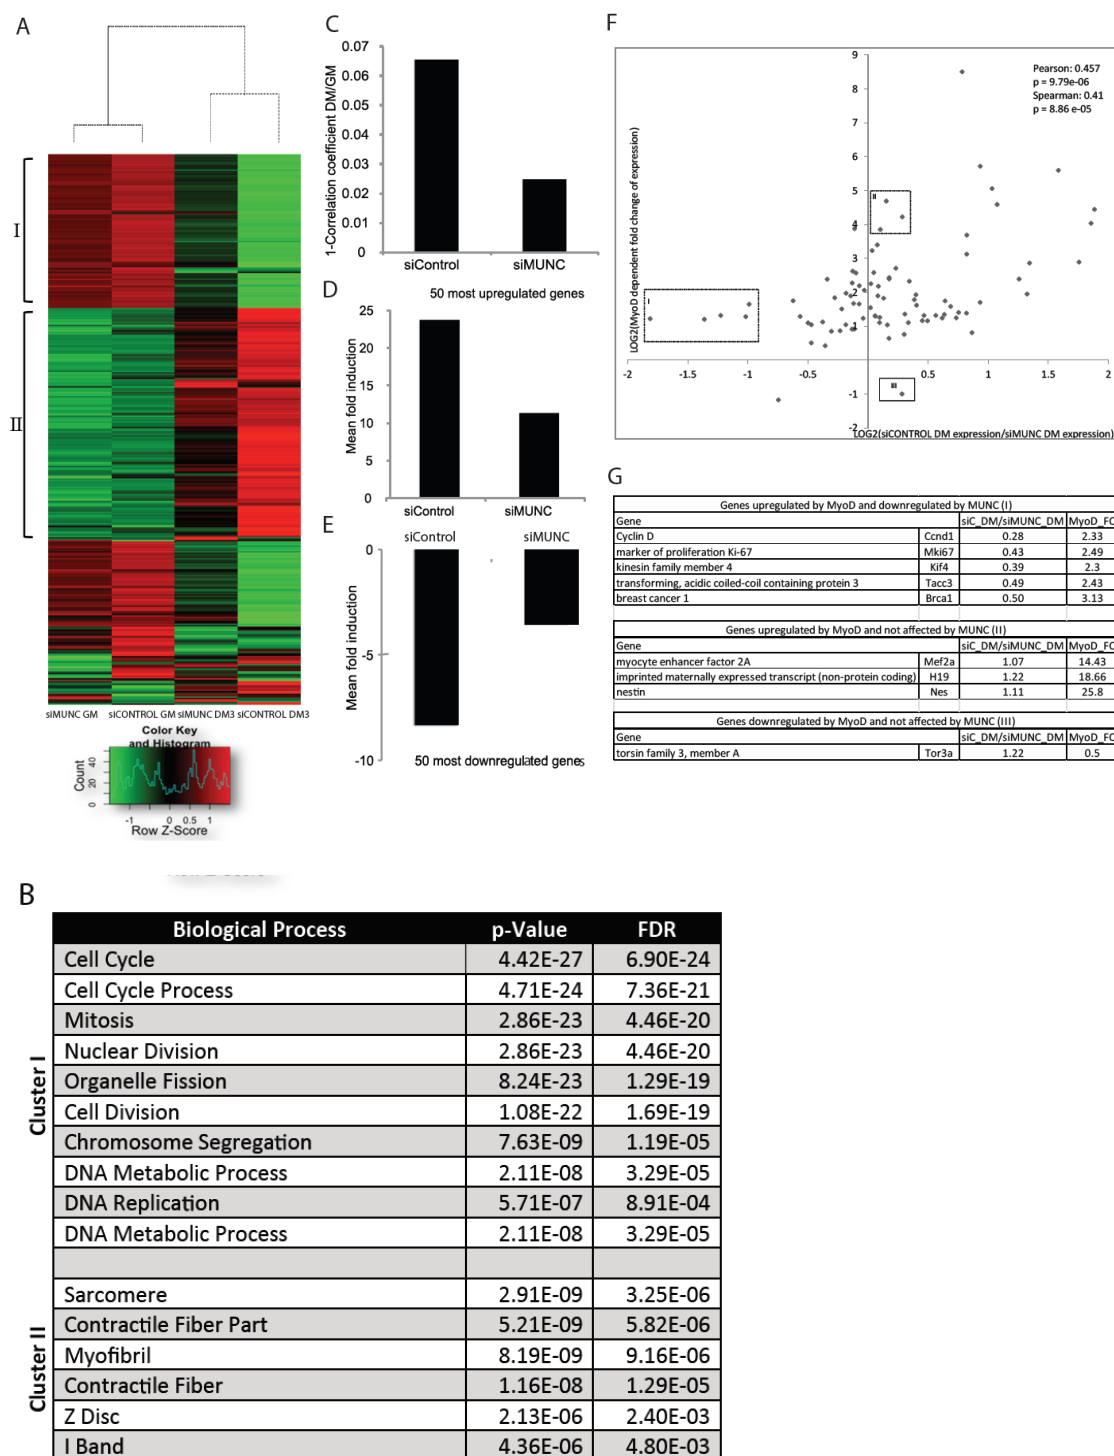 A
I
II
siMUNC GM siCONTROL GM siMUNC DM3 siCONTROL DM3
Color Key
and Histogram
Count
0 20 40
-1 0 0.5 1
Row Z-Score
C
1-Correlation coefficient DM/GM
0.07
0.06
0.05
0.04
0.03
0.02
0.01
0
siControl siMUNC
D
50 most upregulated genes
Mean fold induction
25
20
15
10
5
0
siControl siMUNC
E
siControl siMUNC
Mean fold induction
0
-5
-10
50 most downregulated genes
F
LOG2(MyoD dependent fold change of expression)
9
8
7
6
5
4
3
2
1
0
-1
-2
Pearson: 0.457
p = 9.79e-06
Spearman: 0.41
p = 8.86 e-05
II
I
III
-2 -1.5 -1 -0.5 0 0.5 1 1.5 2
LOG2(siCONTROL DM expression/siMUNC DM expression)
G
Genes upregulated by MyoD and downregulated by MUNC (I)
Gene siC_DM/siMUNC_DM MyoD_FC
Cyclin D Ccnd1 0.28 2.33
marker of proliferation Ki-67 Mki67 0.43 2.49
kinesin family member 4 Kif4 0.39 2.3
transforming, acidic coiled-coil containing protein 3 Tacc3 0.49 2.43
breast cancer 1 Brca1 0.50 3.13
Genes upregulated by MyoD and not affected by MUNC (II)
Gene siC_DM/siMUNC_DM MyoD_FC
myocyte enhancer factor 2A Mef2a 1.07 14.43
imprinted maternally expressed transcript (non-protein coding) H19 1.22 18.66
nestin Nes 1.11 25.8
Genes downregulated by MyoD and not affected by MUNC (III)
Gene siC_DM/siMUNC_DM MyoD_FC
torsin family 3, member A Tor3a 1.22 0.5
B
Biological Process p-Value FDR
Cluster I
Cell Cycle 4.42E-27 6.90E-24
Cell Cycle Process 4.71E-24 7.36E-21
Mitosis 2.86E-23 4.46E-20
Nuclear Division 2.86E-23 4.46E-20
Organelle Fission 8.24E-23 1.29E-19
Cell Division 1.08E-22 1.69E-19
Chromosome Segregation 7.63E-09 1.19E-05
DNA Metabolic Process 2.11E-08 3.29E-05
DNA Replication 5.71E-07 8.91E-04
DNA Metabolic Process 2.11E-08 3.29E-05
Cluster II
Sarcomere 2.91E-09 3.25E-06
Contractile Fiber Part 5.21E-09 5.82E-06
Myofibril 8.19E-09 9.16E-06
Contractile Fiber 1.16E-08 1.29E-05
Z Disc 2.13E-06 2.40E-03
I Band 4.36E-06 4.80E-03